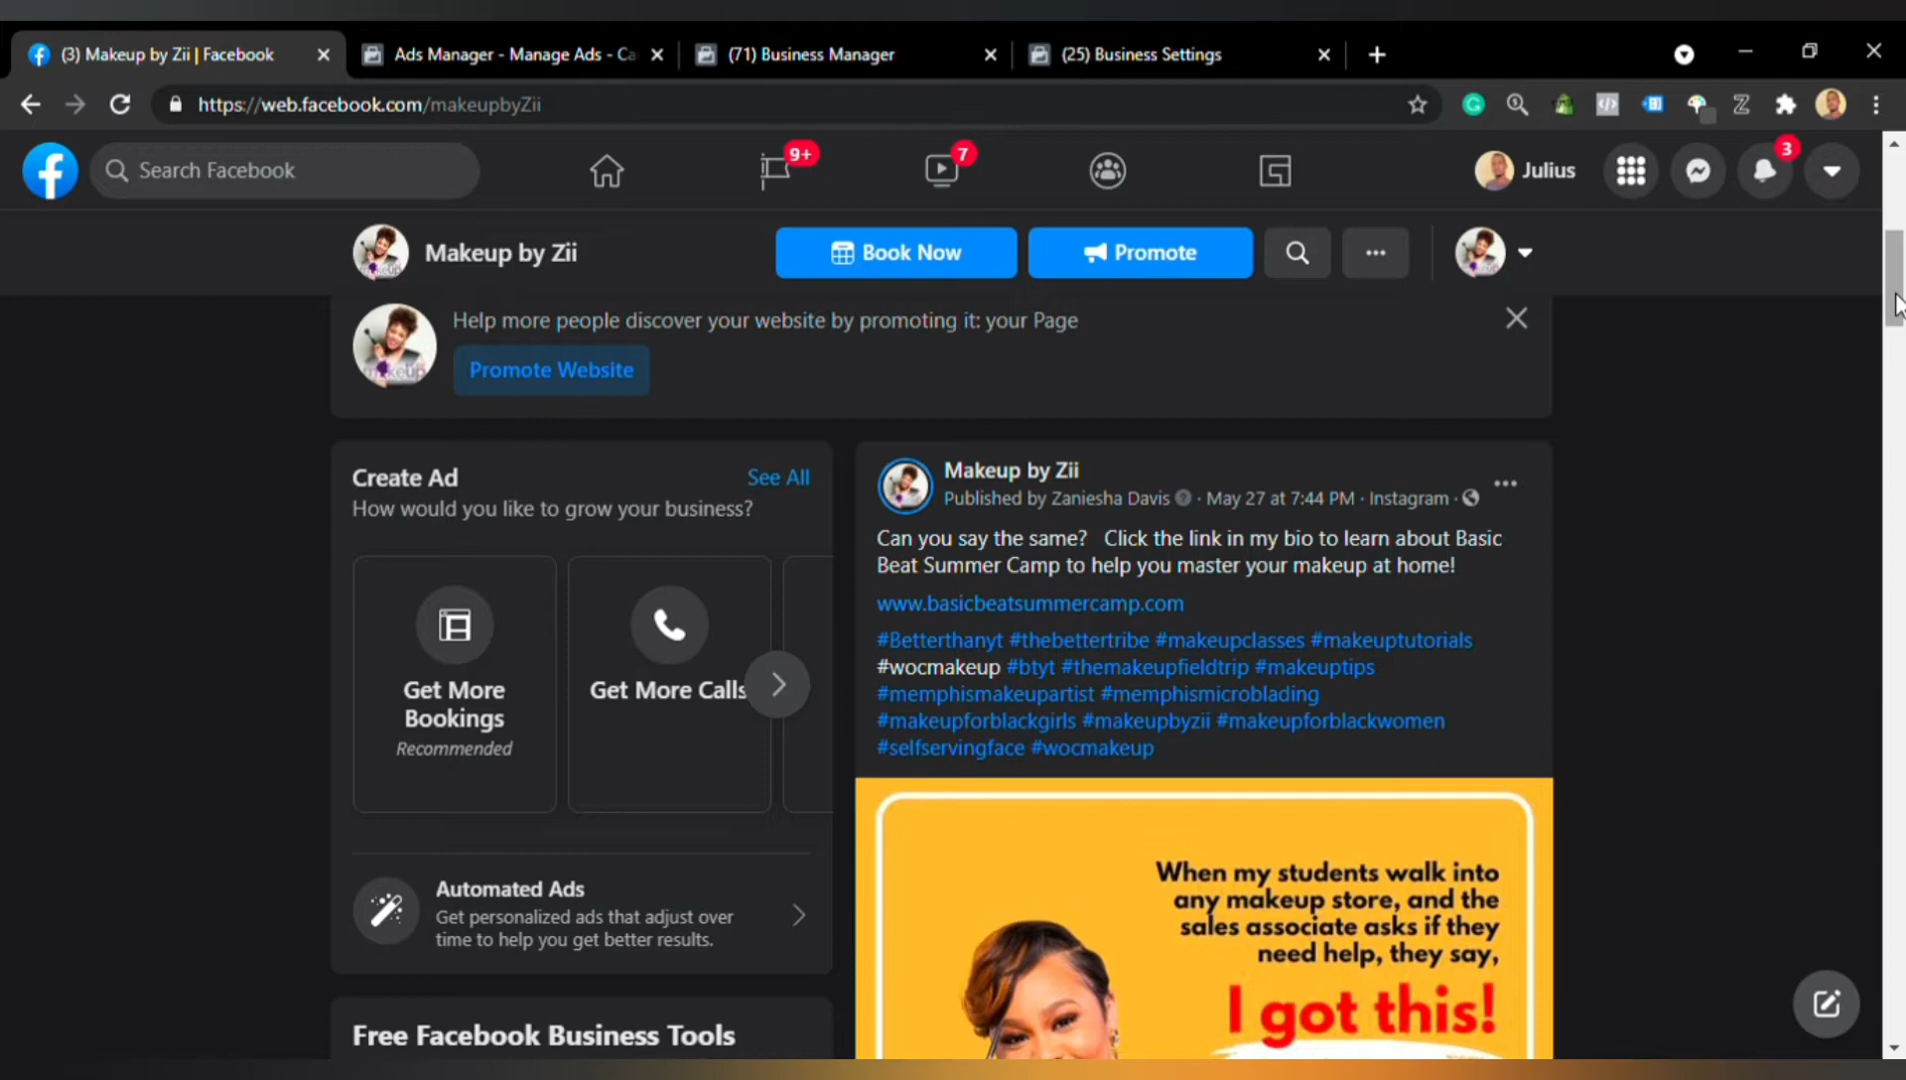 (3) Makeup by Zii | Facebook
Ads Manager - Manage Ads - Ca
(71) Business Manager
(25) Business Settings
https://web.facebook.com/makeupbyZii
Search Facebook
9+
7
Julius
3
Makeup by Zii
Book Now
Promote
Help more people discover your website by promoting it: your Page
Promote Website
Create Ad
See All
How would you like to grow your business?
Get More
Bookings
Recommended
Get More Calls
Automated Ads
Get personalized ads that adjust over
time to help you get better results.
Free Facebook Business Tools
Makeup by Zii
Published by Zaniesha Davis · May 27 at 7:44 PM · Instagram ·
Can you say the same? Click the link in my bio to learn about Basic
Beat Summer Camp to help you master your makeup at home!
www.basicbeatsummercamp.com
#Betterthanyt #thebettertribe #makeupclasses #makeuptutorials
#wocmakeup #btyt #themakeupfieldtrip #makeuptips
#memphismakeupartist #memphismicroblading
#makeupforblackgirls #makeupbyzii #makeupforblackwomen
#selfservingface #wocmakeup
When my students walk into
any makeup store, and the
sales associate asks if they
need help, they say,
I got this!